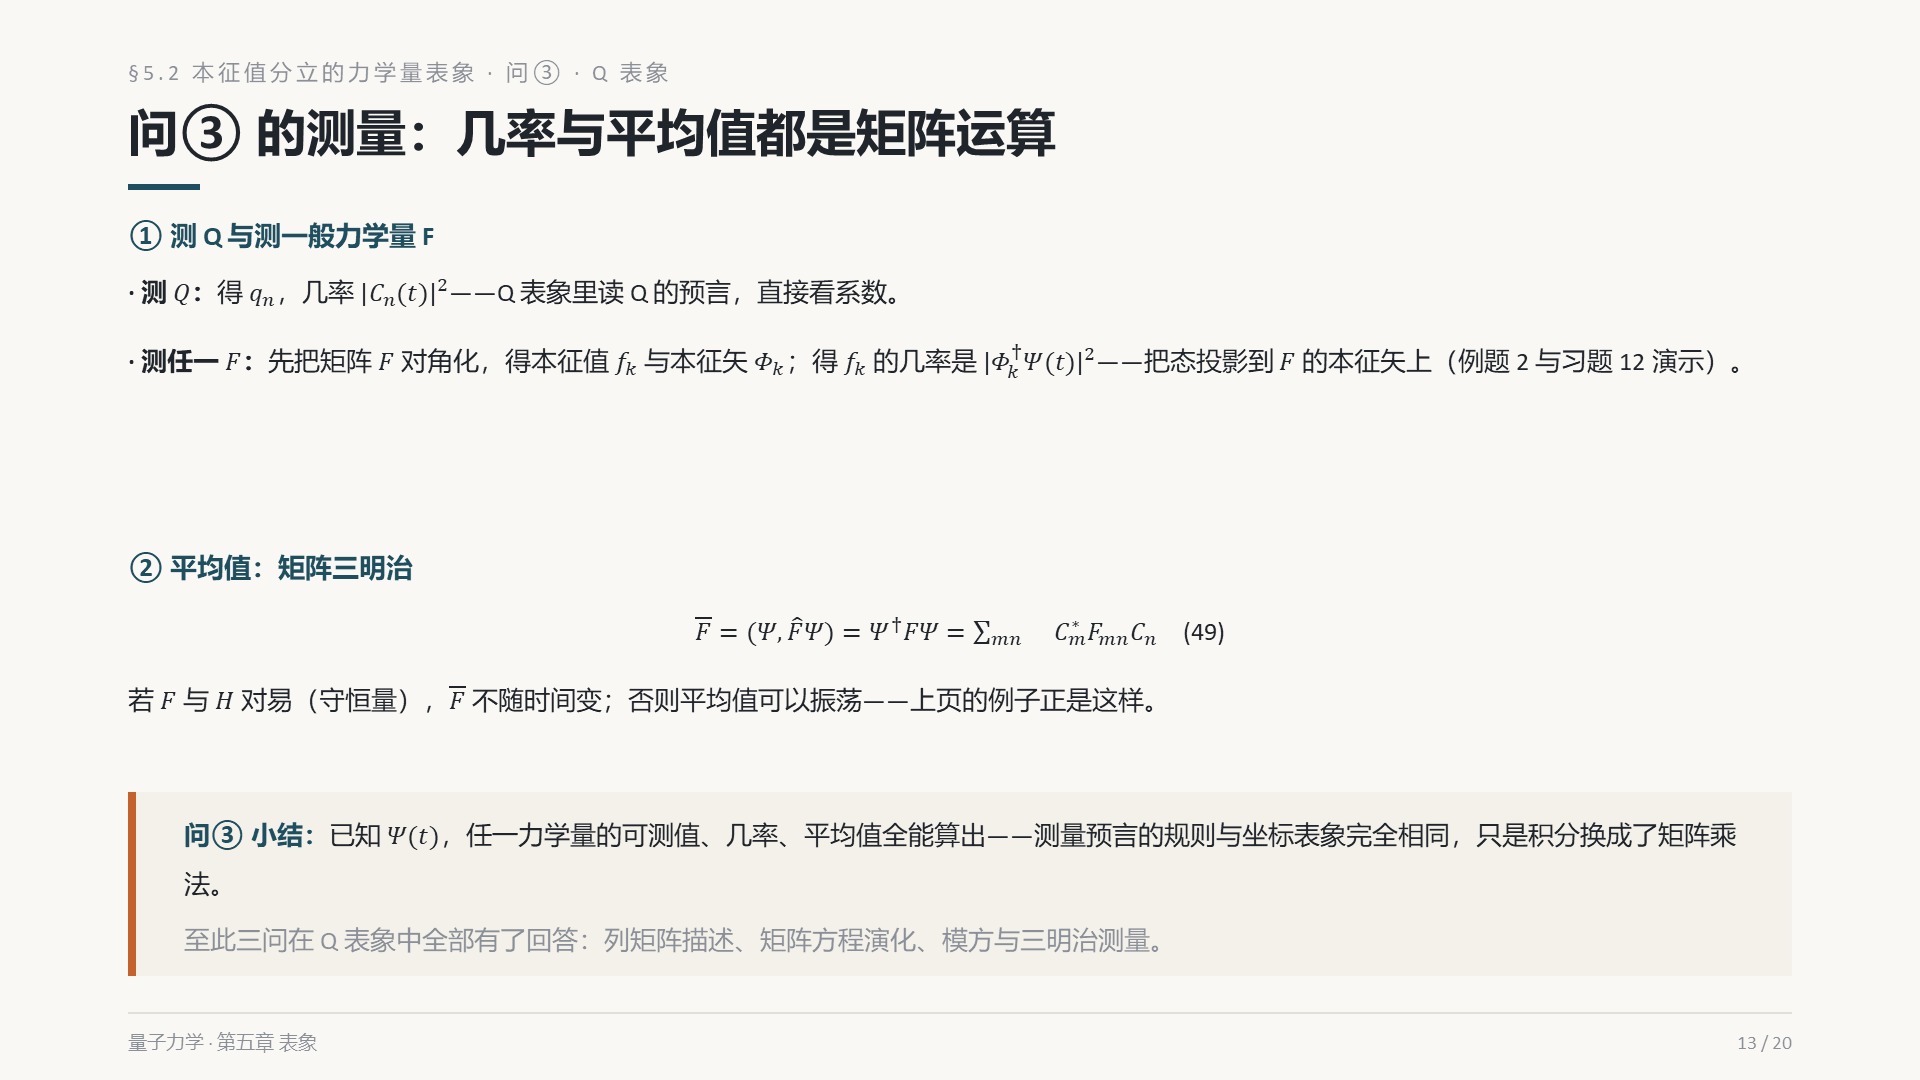 §5.2 本征值分立的力学量表象 · 问③ · Q 表象
问③ 的测量：几率与平均值都是矩阵运算
① 测 Q 与测一般力学量 F
· 测 Q：得 qₙ，几率 |Cₙ(t)|²——Q 表象里读 Q 的预言，直接看系数。
· 测任一 F：先把矩阵 F 对角化，得本征值 fₖ 与本征矢 Φₖ；得 fₖ 的几率是 |Φₖ†Ψ(t)|²——把态投影到 F 的本征矢上（例题 2 与习题 12 演示）。
② 平均值：矩阵三明治
F̅ = (Ψ, F̂Ψ) = Ψ†FΨ = ∑ₘₙ Cₘ*FₘₙCₙ (49)
若 F 与 H 对易（守恒量），F̅ 不随时间变；否则平均值可以振荡——上页的例子正是这样。
问③ 小结：已知 Ψ(t)，任一力学量的可测值、几率、平均值全能算出——测量预言的规则与坐标表象完全相同，只是积分换成了矩阵乘
法。
至此三问在 Q 表象中全部有了回答：列矩阵描述、矩阵方程演化、模方与三明治测量。
量子力学 · 第五章 表象
13 / 20